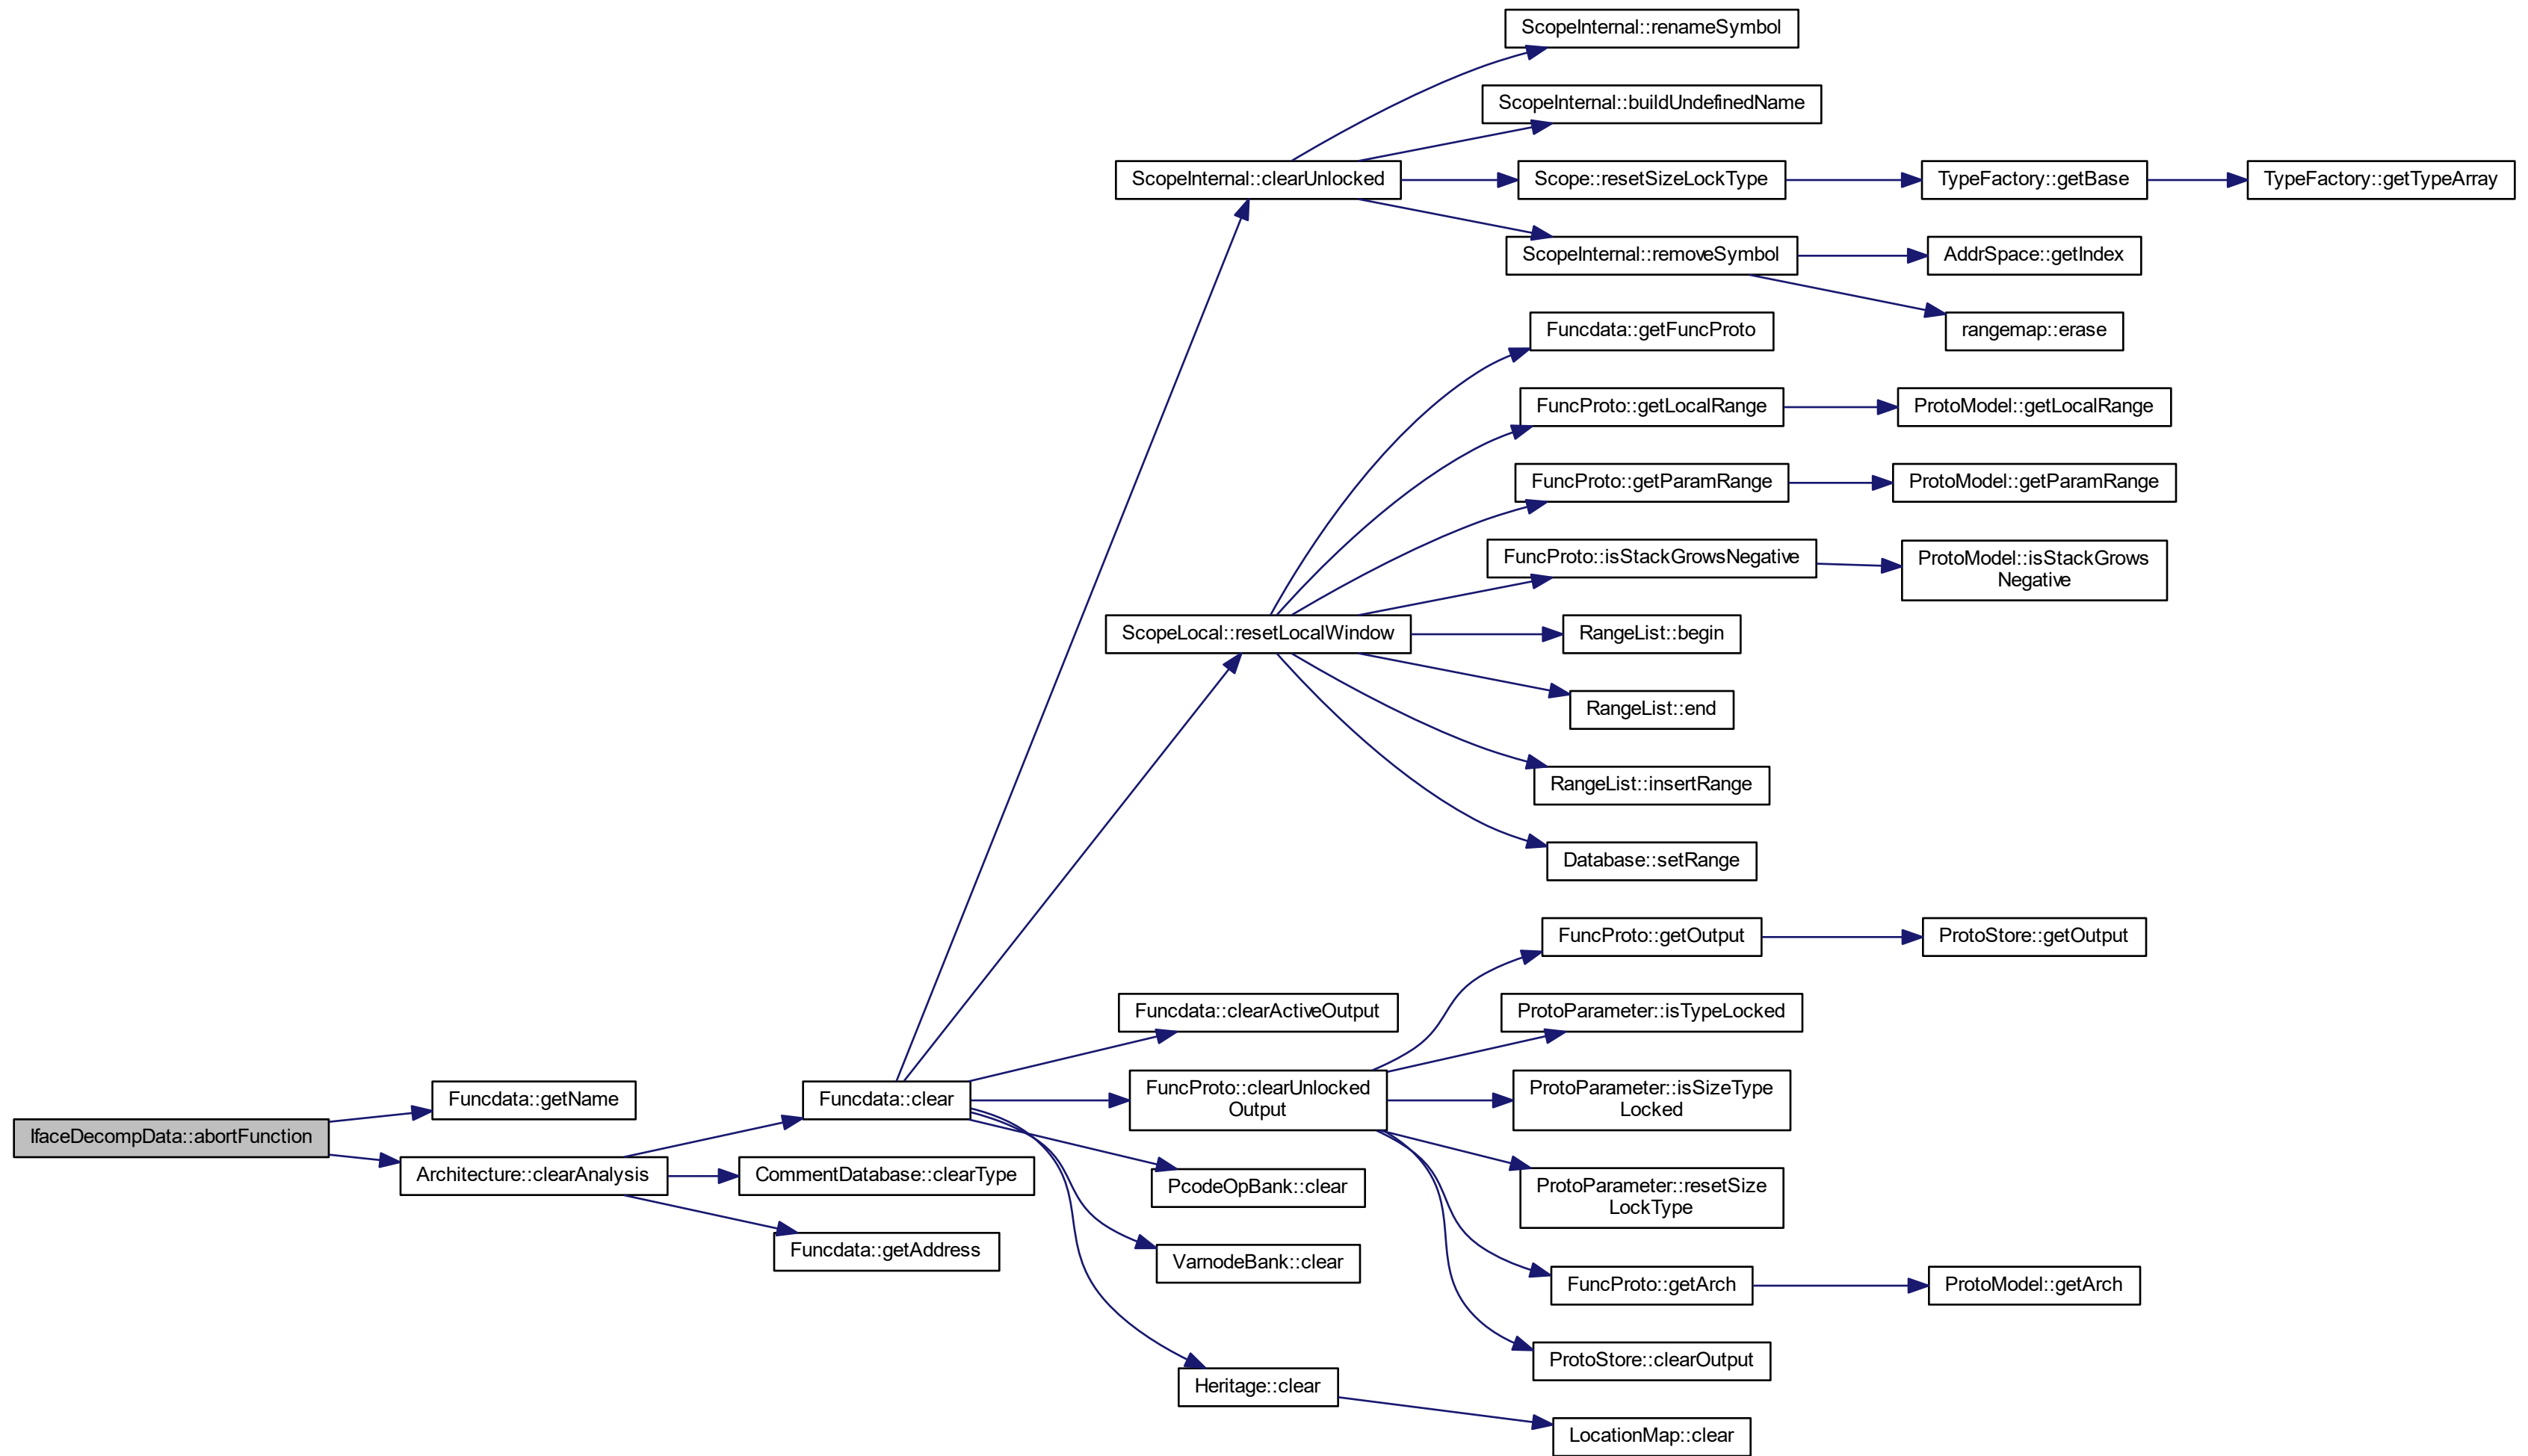 ScopeInternal::renameSymbol
ScopeInternal::buildUndefinedName
ScopeInternal::clearUnlocked
Scope::resetSizeLockType
TypeFactory::getBase
TypeFactory::getTypeArray
ScopeInternal::removeSymbol
AddrSpace::getIndex
rangemap::erase
Funcdata::getFuncProto
FuncProto::getLocalRange
ProtoModel::getLocalRange
FuncProto::getParamRange
ProtoModel::getParamRange
FuncProto::isStackGrowsNegative
ProtoModel::isStackGrows
Negative
ScopeLocal::resetLocalWindow
RangeList::begin
RangeList::end
RangeList::insertRange
Database::setRange
FuncProto::getOutput
ProtoStore::getOutput
Funcdata::clearActiveOutput
ProtoParameter::isTypeLocked
Funcdata::getName
Funcdata::clear
FuncProto::clearUnlocked
Output
ProtoParameter::isSizeType
Locked
IfaceDecompData::abortFunction
Architecture::clearAnalysis
CommentDatabase::clearType
PcodeOpBank::clear
ProtoParameter::resetSize
LockType
Funcdata::getAddress
VarnodeBank::clear
FuncProto::getArch
ProtoModel::getArch
ProtoStore::clearOutput
Heritage::clear
LocationMap::clear